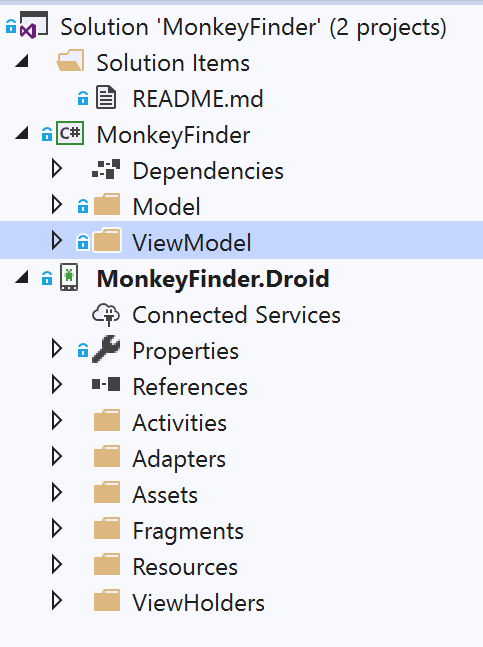 Solution 'MonkeyFinder' (2 projects)
Solution Items
README.md
C# MonkeyFinder
Dependencies
Model
ViewModel
MonkeyFinder.Droid
Connected Services
Properties
References
Activities
Adapters
Assets
Fragments
Resources
ViewHolders